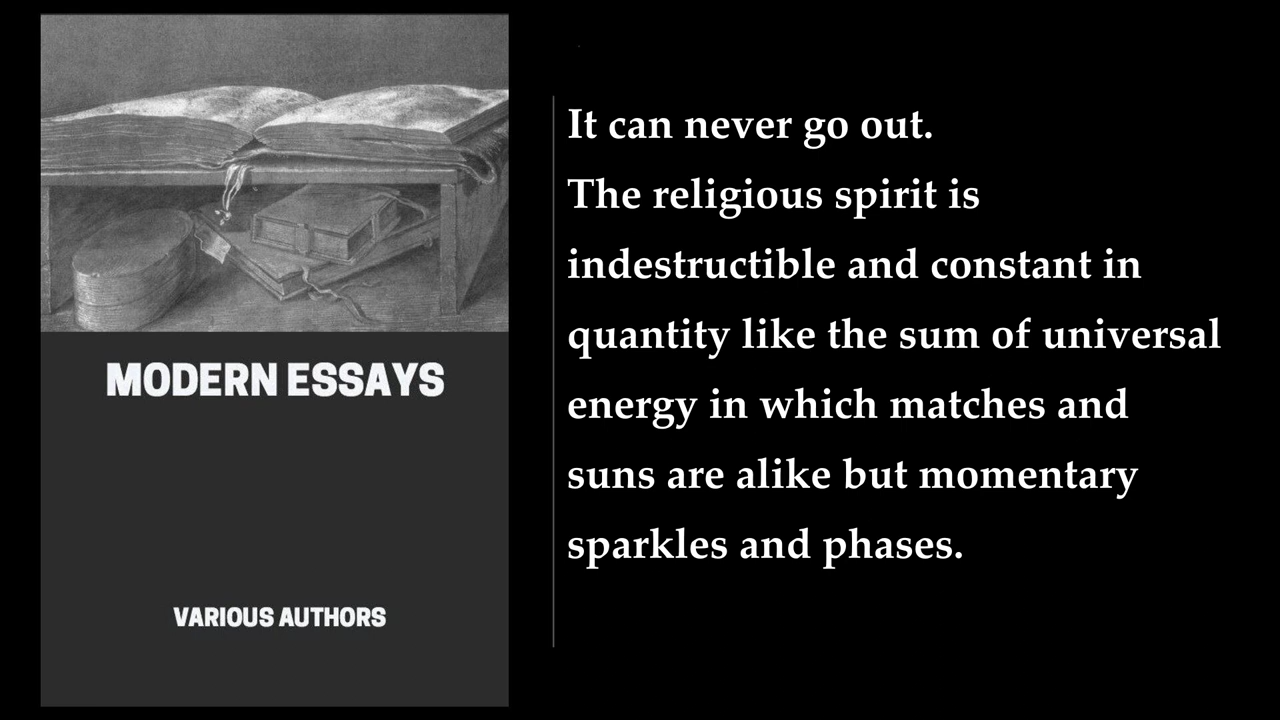 MODERN ESSAYS
VARIOUS AUTHORS
It can never go out.
The religious spirit is
indestructible and constant in
quantity like the sum of universal
energy in which matches and
suns are alike but momentary
sparkles and phases.